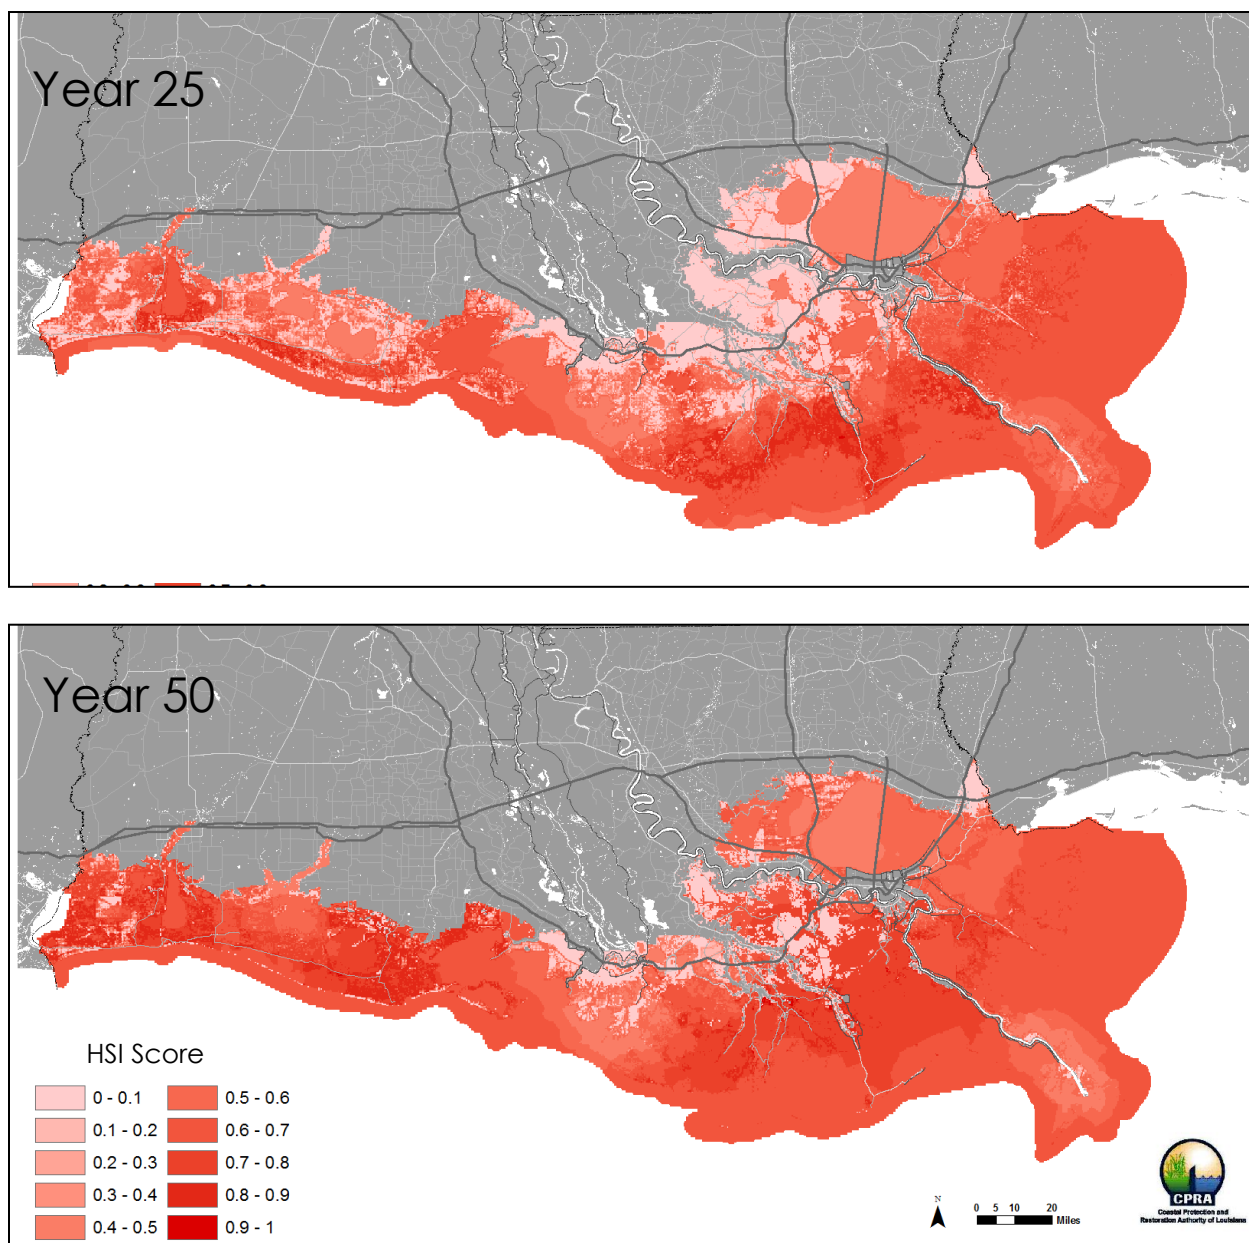 Year 25
Year 50
HSI Score
0 - 0.1
0.5 - 0.6
0.1 - 0.2
0.6 - 0.7
0.2 - 0.3
0.7 - 0.8
0.3 - 0.4
0.8 - 0.9
0.4 - 0.5
0.9 - 1
N
0 5 10 20
Miles
CPRA
Coastal Protection and
Restoration Authority of Louisiana